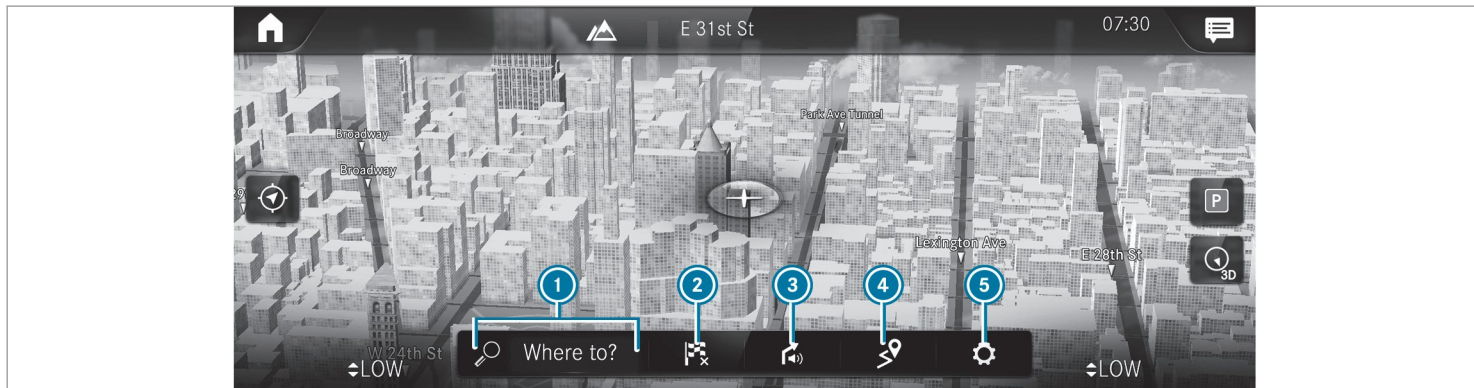 E 31st St
07:30
Park Ave Tunnel
Broadway
Broadway
P
Lexington Ave
E 28th St
3D
1
2
3
4
5
W 24th St
Where to?
LOW
LOW